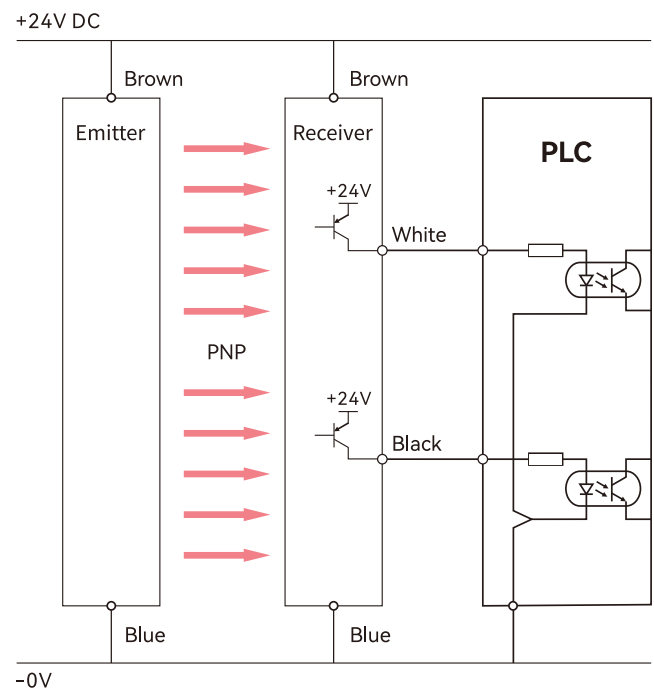 +24V DC
Brown
Brown
Emitter
Receiver
PLC
+24V
White
PNP
+24V
Black
Blue
Blue
-0V